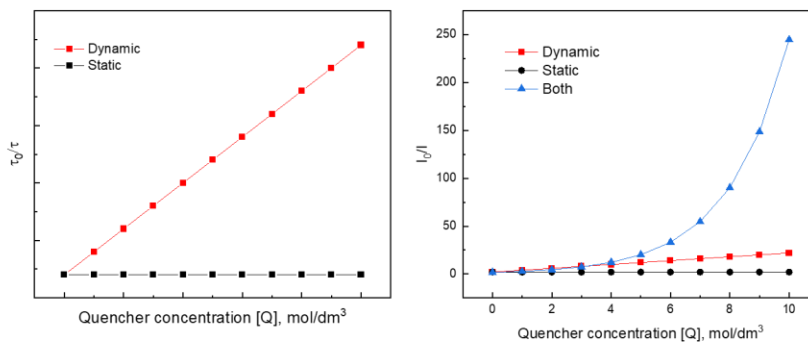 Dynamic
Static
τ₀/τ
Quencher concentration [Q], mol/dm³
Dynamic
Static
Both
I₀/I
250
200
150
100
50
0
0 2 4 6 8 10
Quencher concentration [Q], mol/dm³